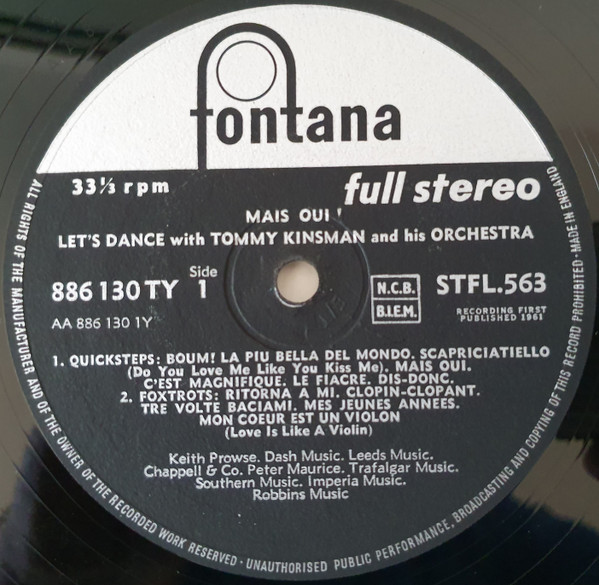 fontana
33⅓ rpm
full stereo
MAIS OUI!
LET'S DANCE with TOMMY KINSMAN and his ORCHESTRA
886 130 TY
Side
1
N.C.B.
B.I.E.M.
STFL.563
AA 886 130 1Y
RECORDING FIRST
PUBLISHED 1961
1. QUICKSTEPS: BOUM! LA PIU BELLA DEL MONDO. SCAPRICIATIELLO
(Do You Love Me Like You Kiss Me). MAIS OUI.
C'EST MAGNIFIQUE. LE FIACRE. DIS-DONC.
2. FOXTROTS: RITORNA A MI. CLOPIN-CLOPANT.
TRE VOLTE BACIAMI. MES JEUNES ANNEES.
MON COEUR EST UN VIOLON
(Love Is Like A Violin)
Keith Prowse. Dash Music. Leeds Music.
Chappell & Co. Peter Maurice. Trafalgar Music.
Southern Music. Imperia Music.
Robbins Music
ALL RIGHTS OF THE MANUFACTURER AND OF THE OWNER OF THE RECORDED WORK RESERVED · UNAUTHORISED PUBLIC PERFORMANCE, BROADCASTING AND COPYING OF THIS RECORD PROHIBITED · MADE IN ENGLAND